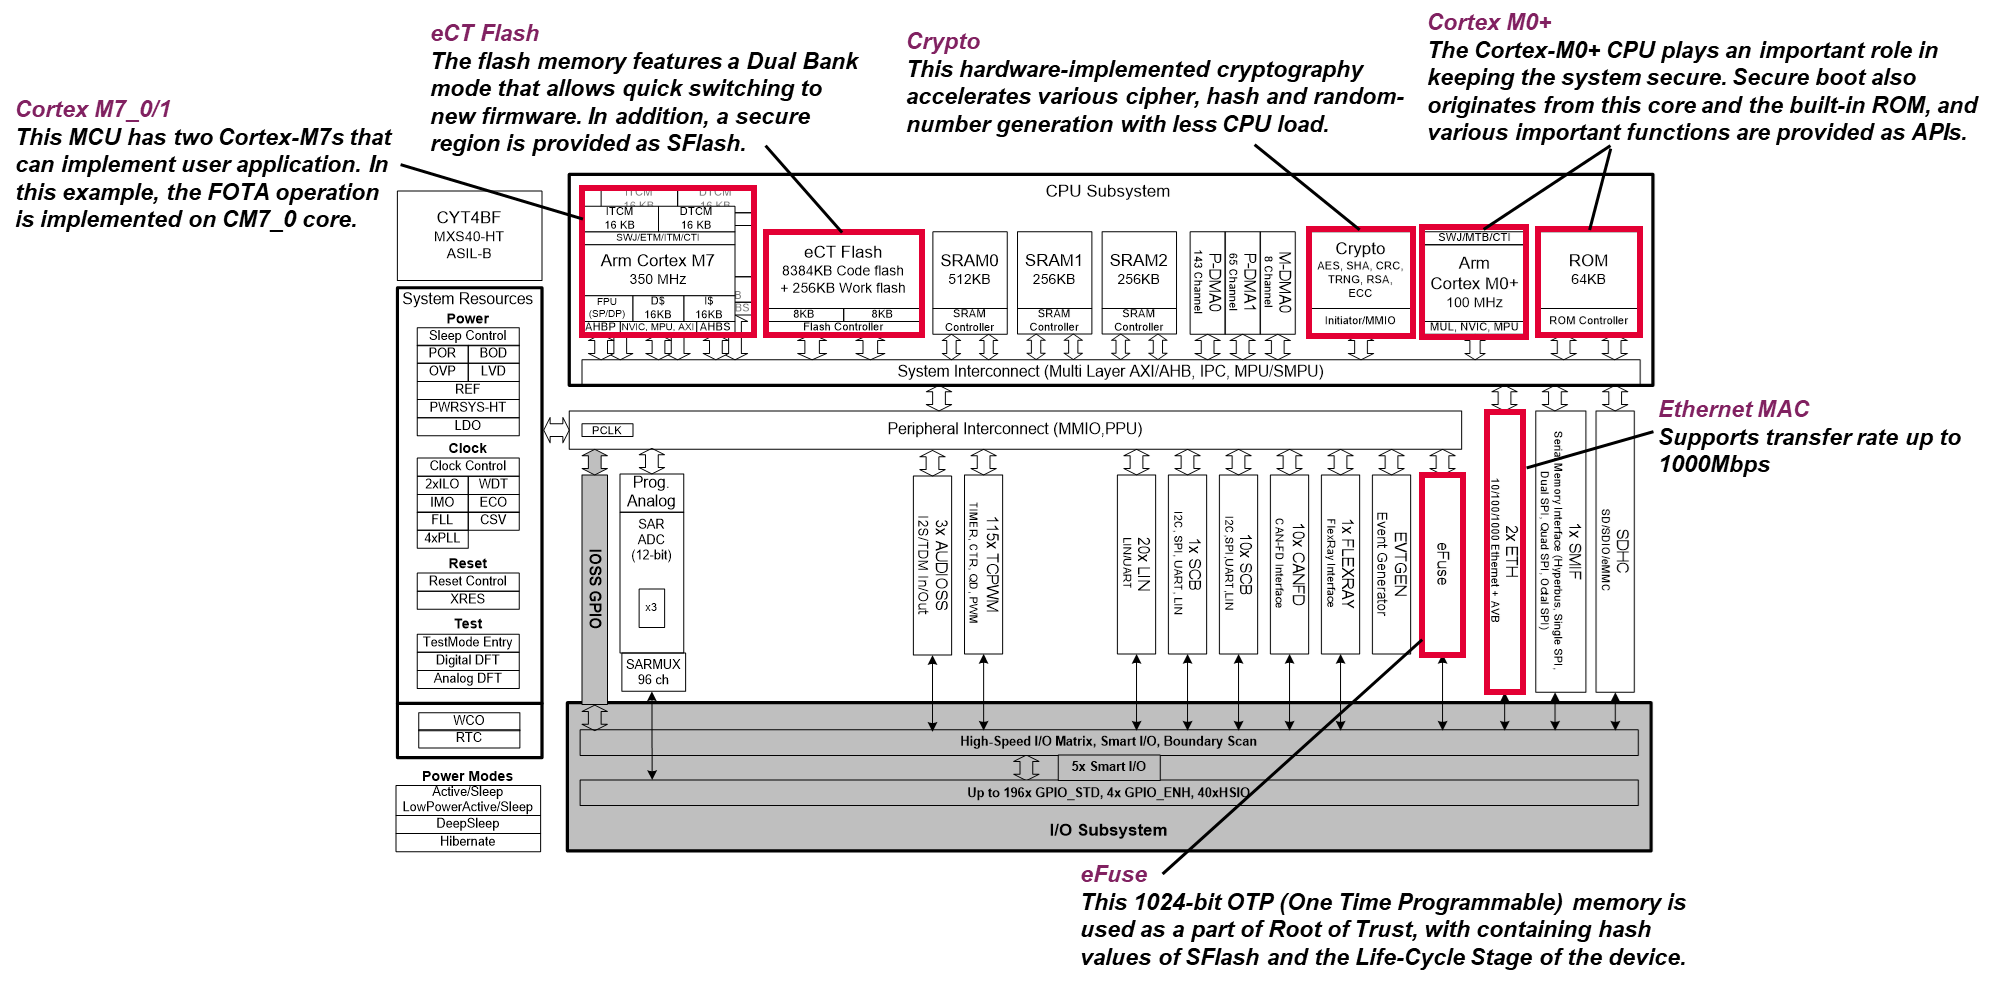 eCT Flash
The flash memory features a Dual Bank
mode that allows quick switching to
new firmware. In addition, a secure
region is provided as SFlash.
Crypto
This hardware-implemented cryptography
accelerates various cipher, hash and random-
number generation with less CPU load.
Cortex M0+
The Cortex-M0+ CPU plays an important role in
keeping the system secure. Secure boot also
originates from this core and the built-in ROM, and
various important functions are provided as APIs.
Cortex M7_0/1
This MCU has two Cortex-M7s that
can implement user application. In
this example, the FOTA operation
is implemented on CM7_0 core.
CYT4BF
MXS40-HT
ASIL-B
System Resources
Power
Sleep Control
POR
BOD
OVP
LVD
REF
PWRSYS-HT
LDO
Clock
Clock Control
2xILO
WDT
IMO
ECO
FLL
CSV
4xPLL
Reset
Reset Control
XRES
Test
TestMode Entry
Digital DFT
Analog DFT
WCO
RTC
Power Modes
Active/Sleep
LowPowerActive/Sleep
DeepSleep
Hibernate
CPU Subsystem
ITCM
16 KB
DTCM
16 KB
ITCM
16 KB
DTCM
16 KB
SWJ/ETM/ITM/CTI
Arm Cortex M7
350 MHz
FPU
(SP/DP)
D$
16KB
I$
16KB
AHBP
NVIC, MPU, AXI
AHBS
B
BS
eCT Flash
8384KB Code flash
+ 256KB Work flash
8KB
8KB
Flash Controller
SRAM0
512KB
SRAM
Controller
SRAM1
256KB
SRAM
Controller
SRAM2
256KB
SRAM
Controller
P-DMA0
143 Channel
P-DMA1
65 Channel
M-DMA0
8 Channel
Crypto
AES, SHA, CRC,
TRNG, RSA,
ECC
Initiator/MMIO
SWJ/MTB/CTI
Arm
Cortex M0+
100 MHz
MUL, NVIC, MPU
ROM
64KB
ROM Controller
System Interconnect (Multi Layer AXI/AHB, IPC, MPU/SMPU)
PCLK
Peripheral Interconnect (MMIO,PPU)
Ethernet MAC
Supports transfer rate up to
1000Mbps
IOSS GPIO
Prog.
Analog
SAR
ADC
(12-bit)
x3
SARMUX
96 ch
3x AUDIOSS
I2S/TDM In/Out
115x TCPWM
TIMER, CTR, QD, PWM
20x LIN
LIN/UART
1x SCB
I2C, SPI, UART, LIN
10x SCB
I2C,SPI,UART,LIN
10x CANFD
CAN-FD Interface
1x FLEXRAY
FlexRay Interface
EVTGEN
Event Generator
eFuse
2x ETH
10/100/1000 Ethernet + AVB
1x SMIF
Serial Memory Interface (Hyperbus, Single SPI,
Dual SPI, Quad SPI, Octal SPI)
SDHC
SD/SDIO/eMMC
High-Speed I/O Matrix, Smart I/O, Boundary Scan
5x Smart I/O
Up to 196x GPIO_STD, 4x GPIO_ENH, 40xHSIO
I/O Subsystem
eFuse
This 1024-bit OTP (One Time Programmable) memory is
used as a part of Root of Trust, with containing hash
values of SFlash and the Life-Cycle Stage of the device.